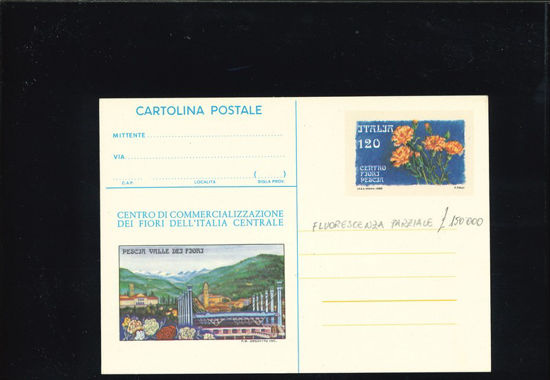 CARTOLINA POSTALE
MITTENTE
VIA
( )
C.A.P. LOCALITÀ SIGLA PROV.
CENTRO DI COMMERCIALIZZAZIONE
DEI FIORI DELL'ITALIA CENTRALE
PESCIA VALLE DEI FIORI
ITALIA
120
CENTRO
FIORI
PESCIA
FLUORESCENZA PARZIALE £ 150.000